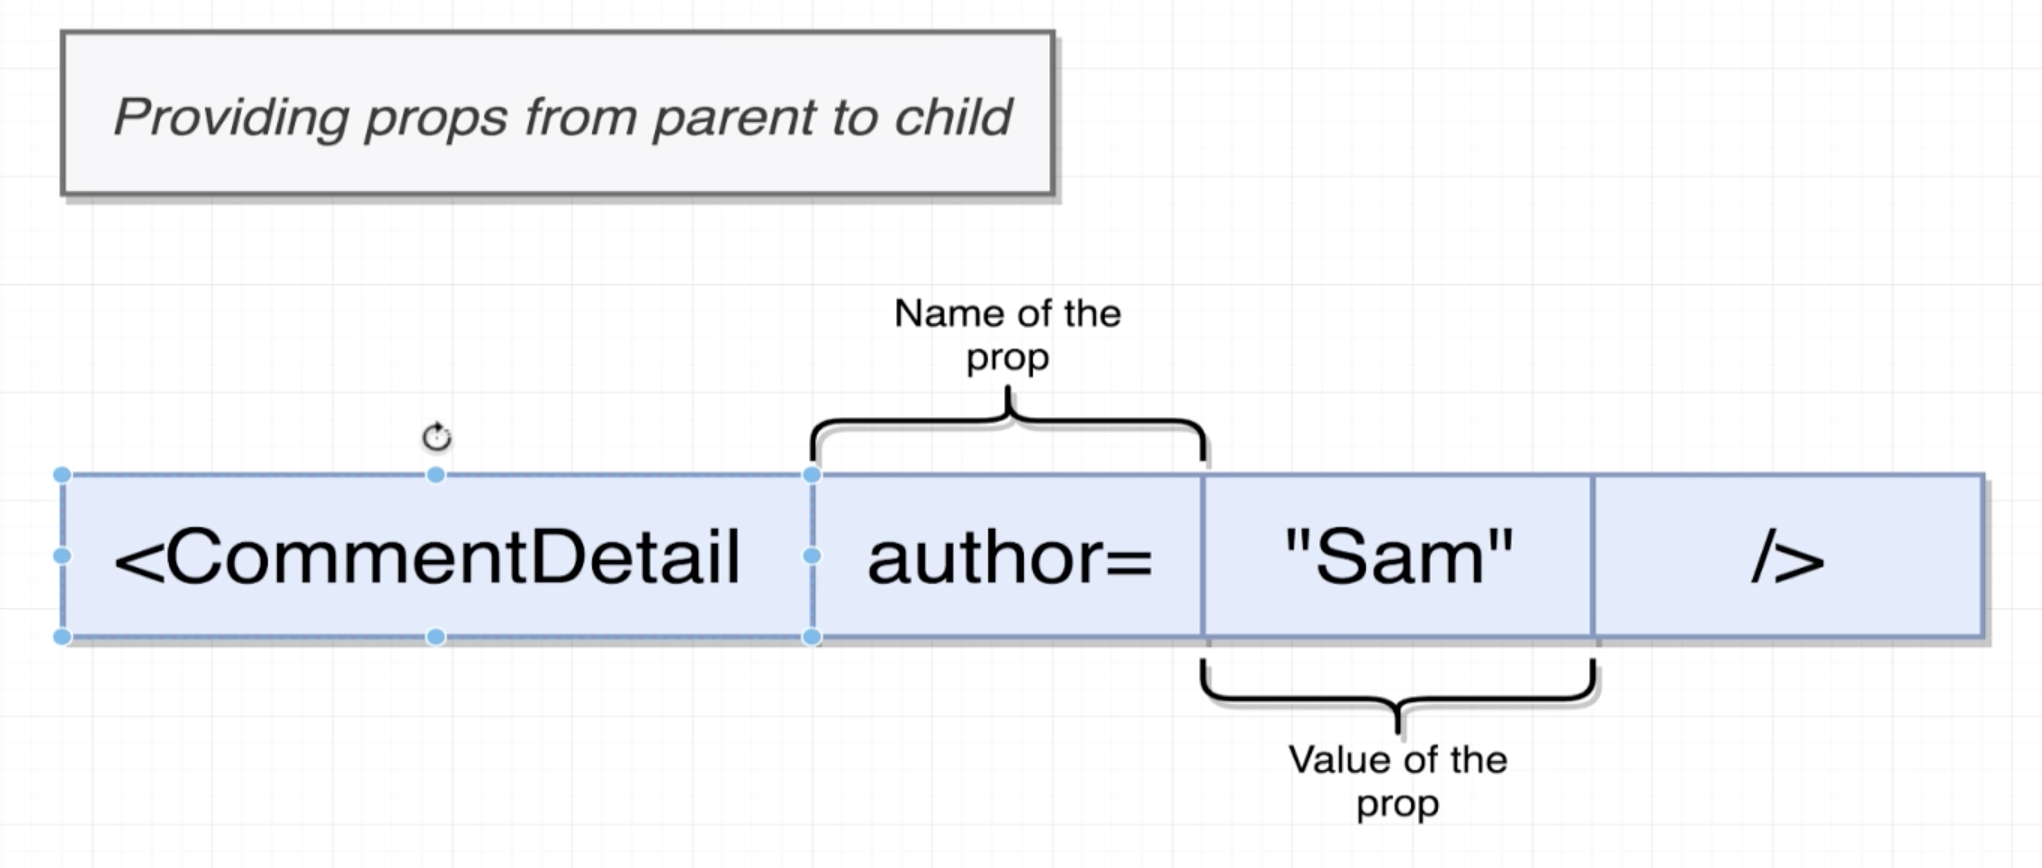 Providing props from parent to child
Name of the
prop
<CommentDetail author= "Sam" />
Value of the
prop